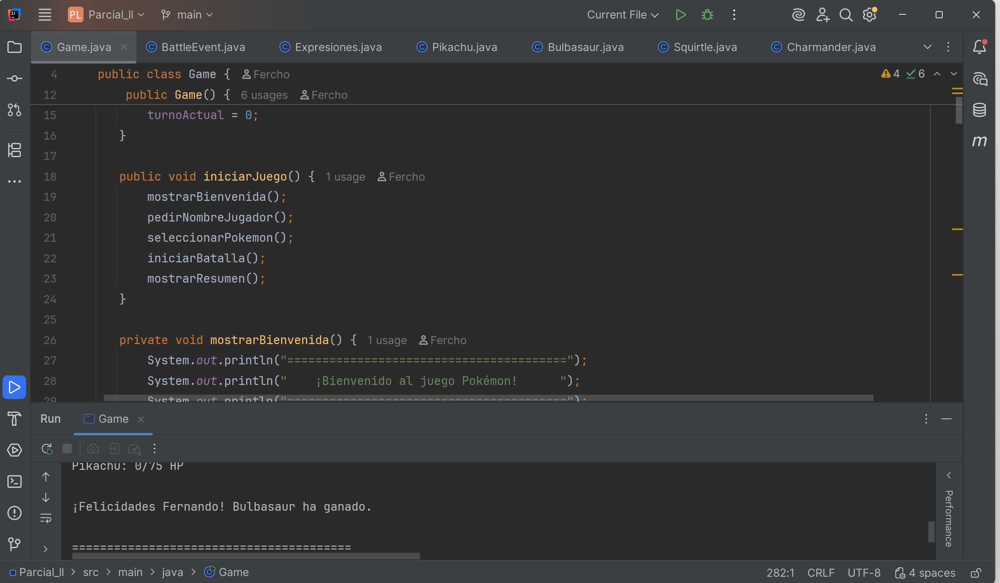 PL Parcial_ll main Current File
Game.java BattleEvent.java Expresiones.java Pikachu.java Bulbasaur.java Squirtle.java Charmander.java
4 public class Game { Fercho 4 6
12 public Game() { 6 usages Fercho
15 turnoActual = 0;
16 }
17
18 public void iniciarJuego() { 1 usage Fercho
19 mostrarBienvenida();
20 pedirNombreJugador();
21 seleccionarPokemon();
22 iniciarBatalla();
23 mostrarResumen();
24 }
25
26 private void mostrarBienvenida() { 1 usage Fercho
27 System.out.println("========================================");
28 System.out.println("    ¡Bienvenido al juego Pokémon!      ");
29 System.out.println("========================================");
Run Game
Pikachu: 0/75 HP
¡Felicidades Fernando! Bulbasaur ha ganado.
========================================
Performance
Parcial_ll > src > main > java > Game 282:1 CRLF UTF-8 4 spaces